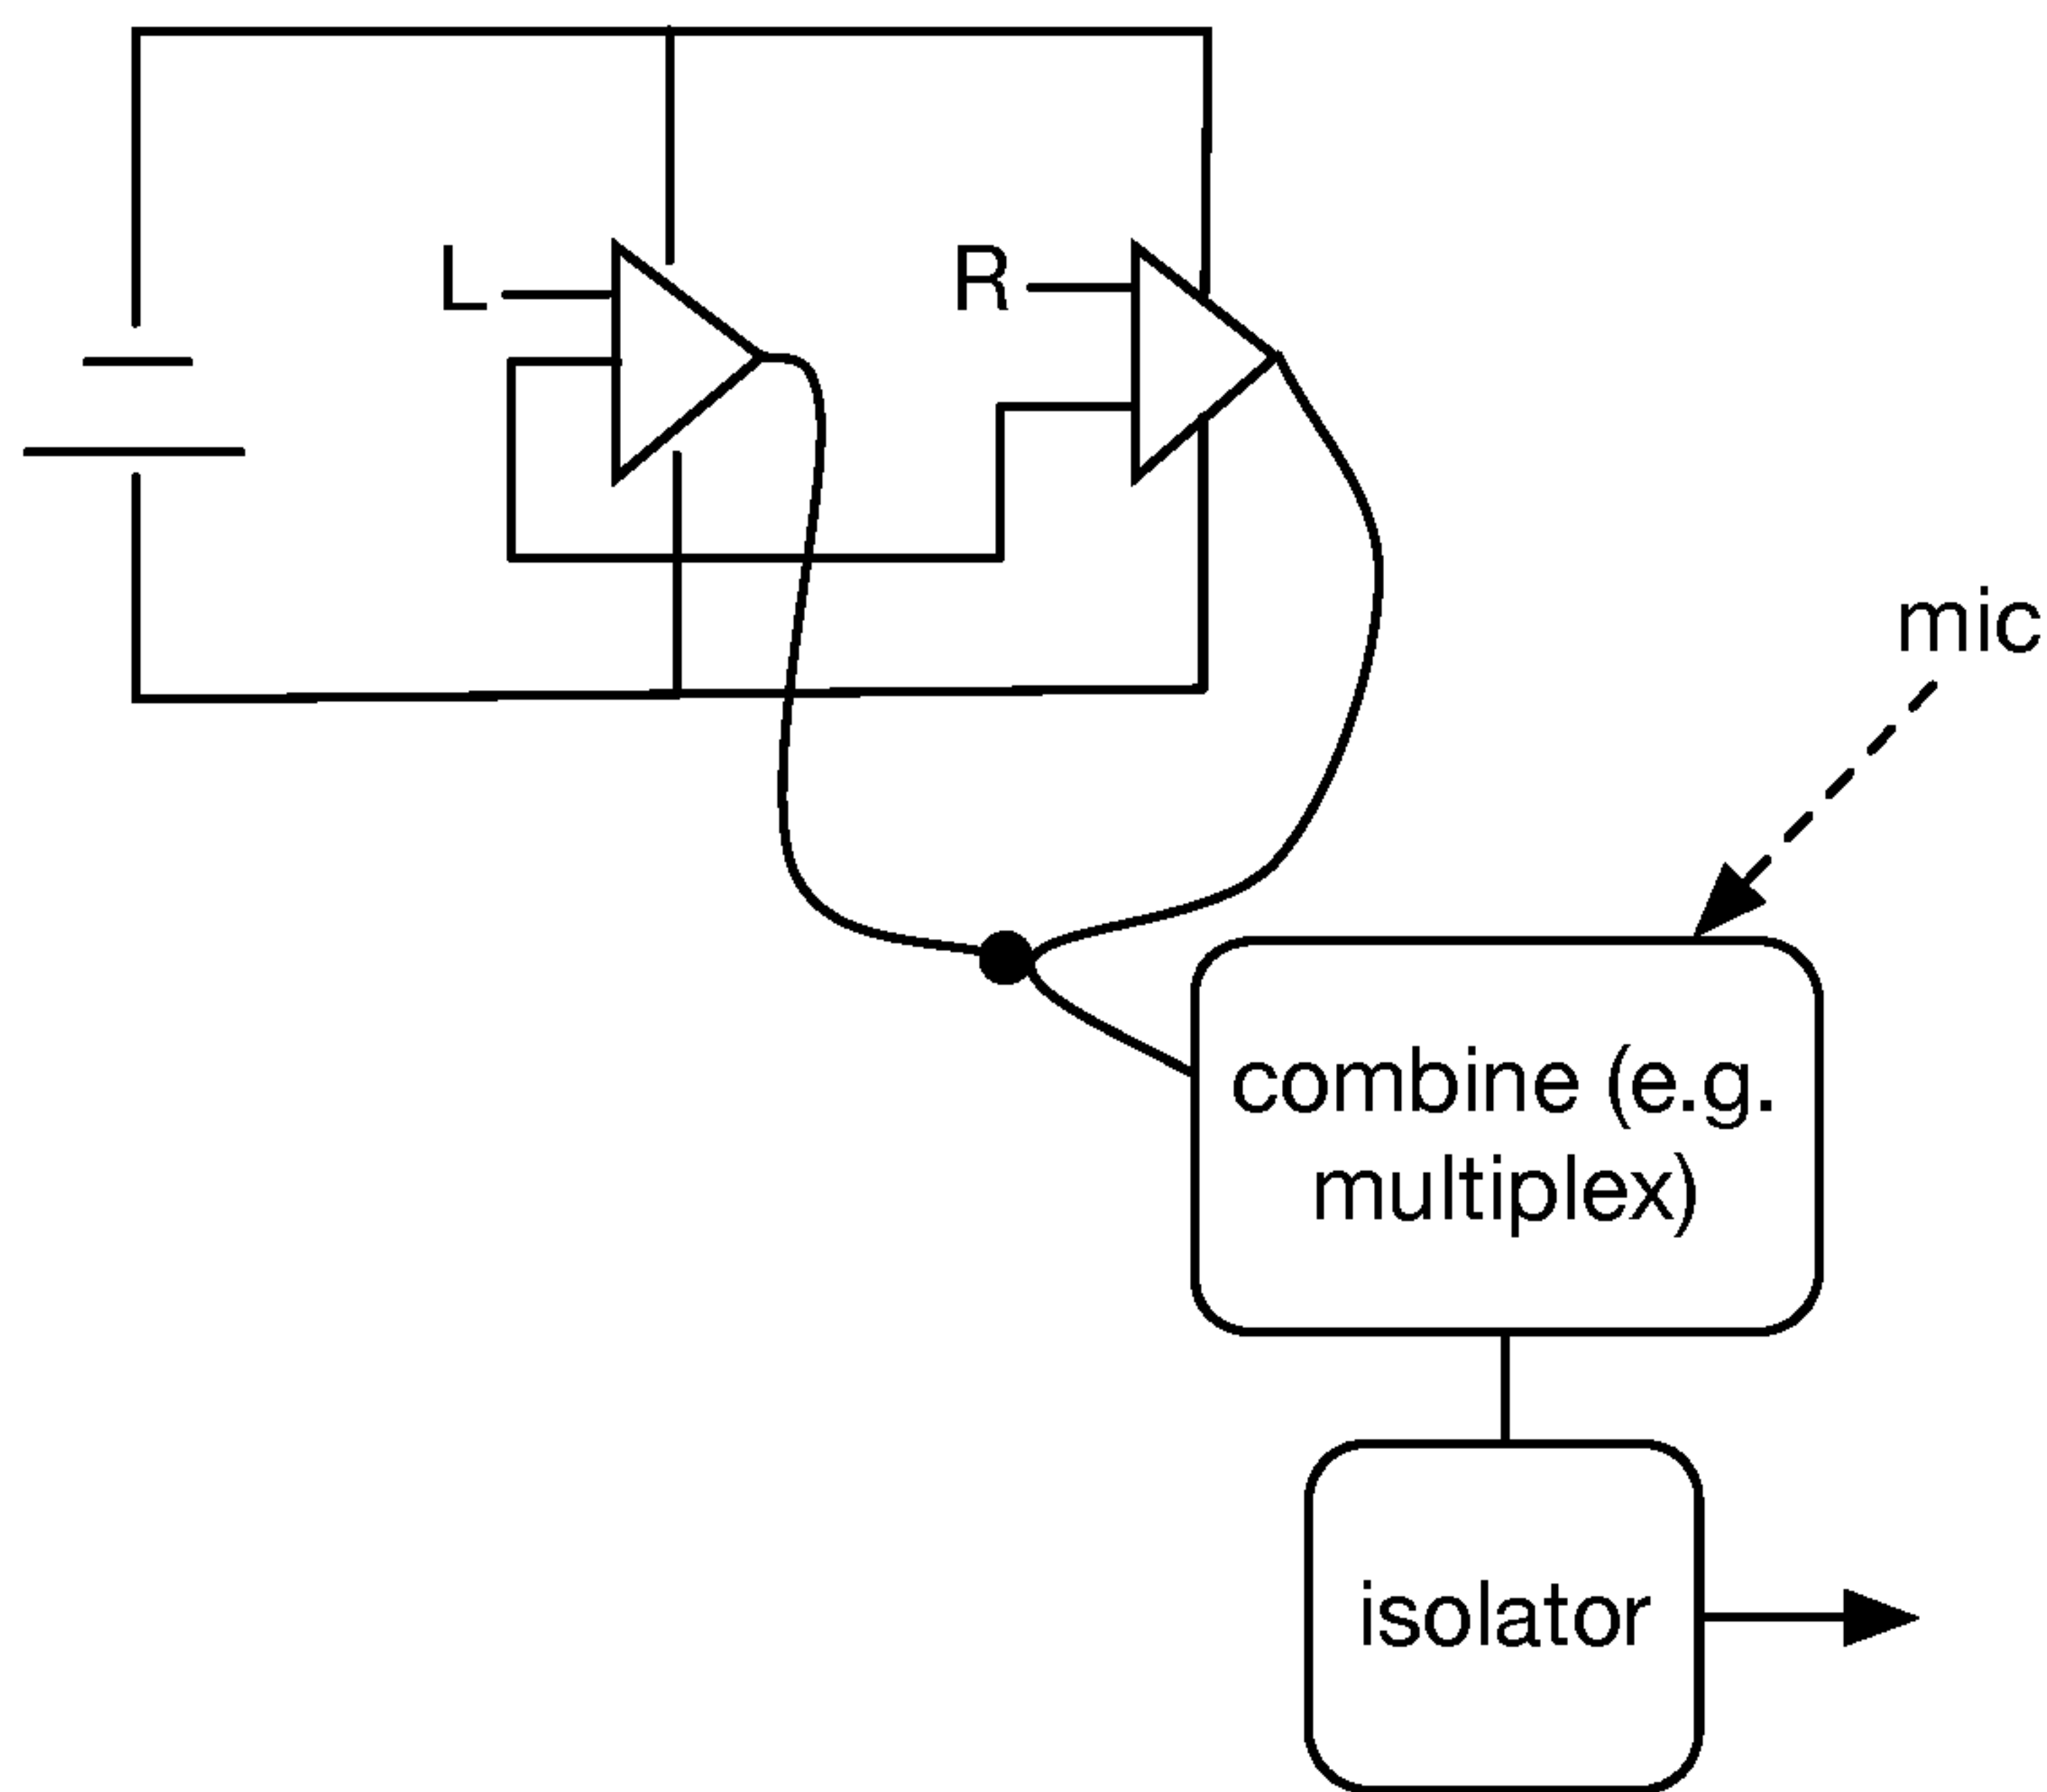 L
R
mic
combine (e.g.
multiplex)
isolator